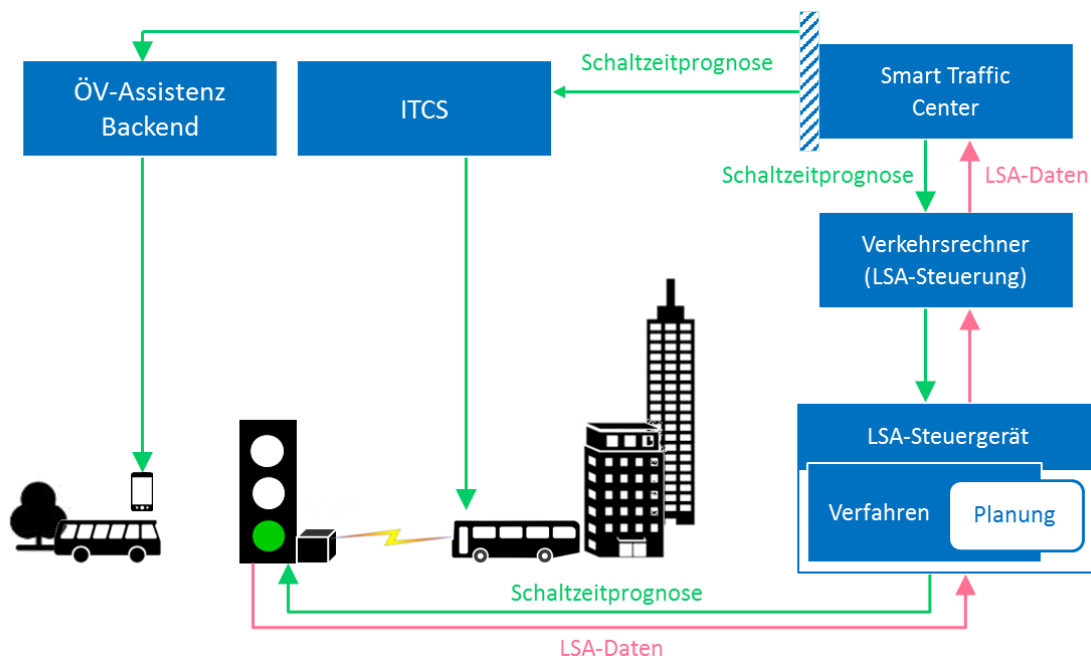 ÖV-Assistenz
Backend
ITCS
Schaltzeitprognose
Smart Traffic
Center
Schaltzeitprognose
LSA-Daten
Verkehrsrechner
(LSA-Steuerung)
LSA-Steuergerät
Verfahren
Planung
Schaltzeitprognose
LSA-Daten